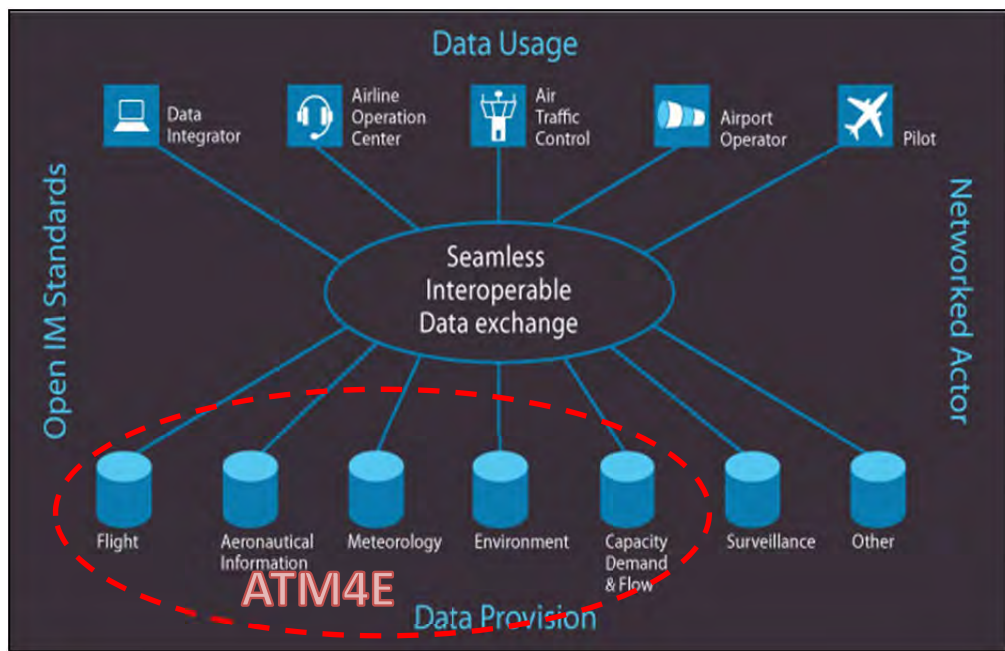 Data Usage
Data
Integrator
Airline
Operation
Center
Air
Traffic
Control
Airport
Operator
Pilot
Open IM Standards
Networked Actor
Seamless
Interoperable
Data exchange
Flight
Aeronautical
Information
Meteorology
Environment
Capacity
Demand
& Flow
Surveillance
Other
ATM4E
Data Provision